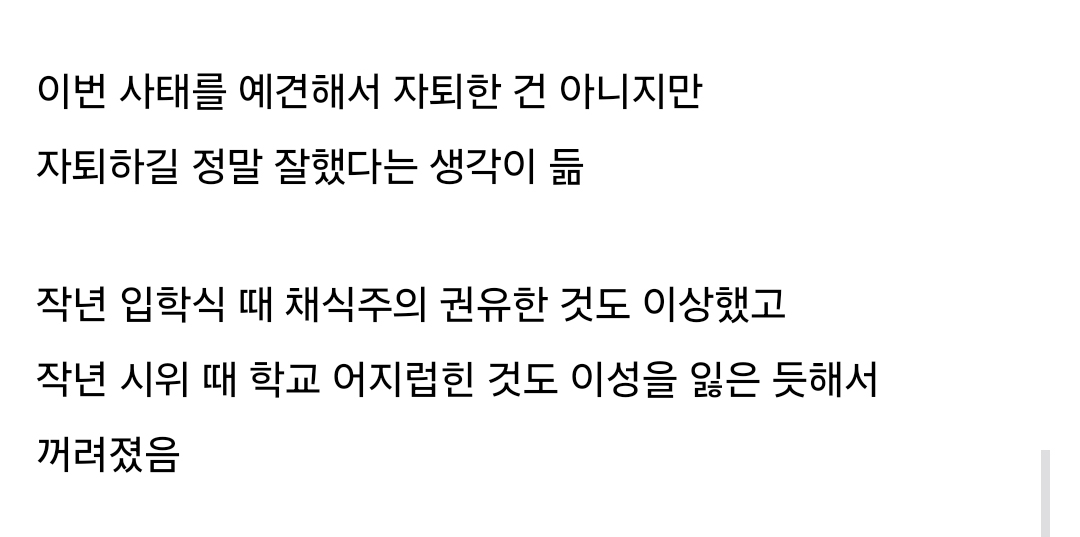 이번 사태를 예견해서 자퇴한 건 아니지만
자퇴하길 정말 잘했다는 생각이 듦
작년 입학식 때 채식주의 권유한 것도 이상했고
작년 시위 때 학교 어지럽힌 것도 이성을 잃은 듯해서
꺼려졌음